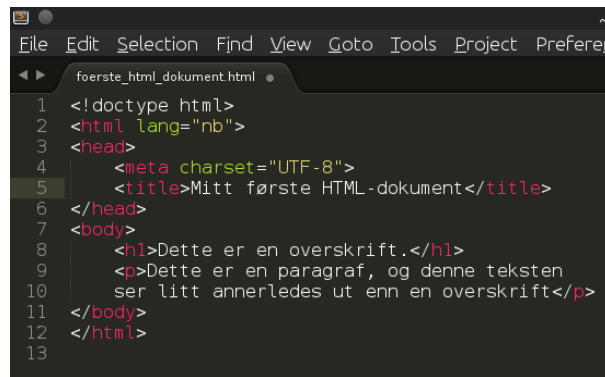 File Edit Selection Find View Goto Tools Project
foerste_html_dokument.html
1 <!doctype html>
2 <html lang="nb">
3 <head>
4 <meta charset="UTF-8">
5 <title>Mitt første HTML-dokument</title>
6 </head>
7 <body>
8 <h1>Dette er en overskrift.</h1>
9 <p>Dette er en paragraf, og denne teksten
10 ser litt annerledes ut enn en overskrift</p>
11 </body>
12 </html>
13